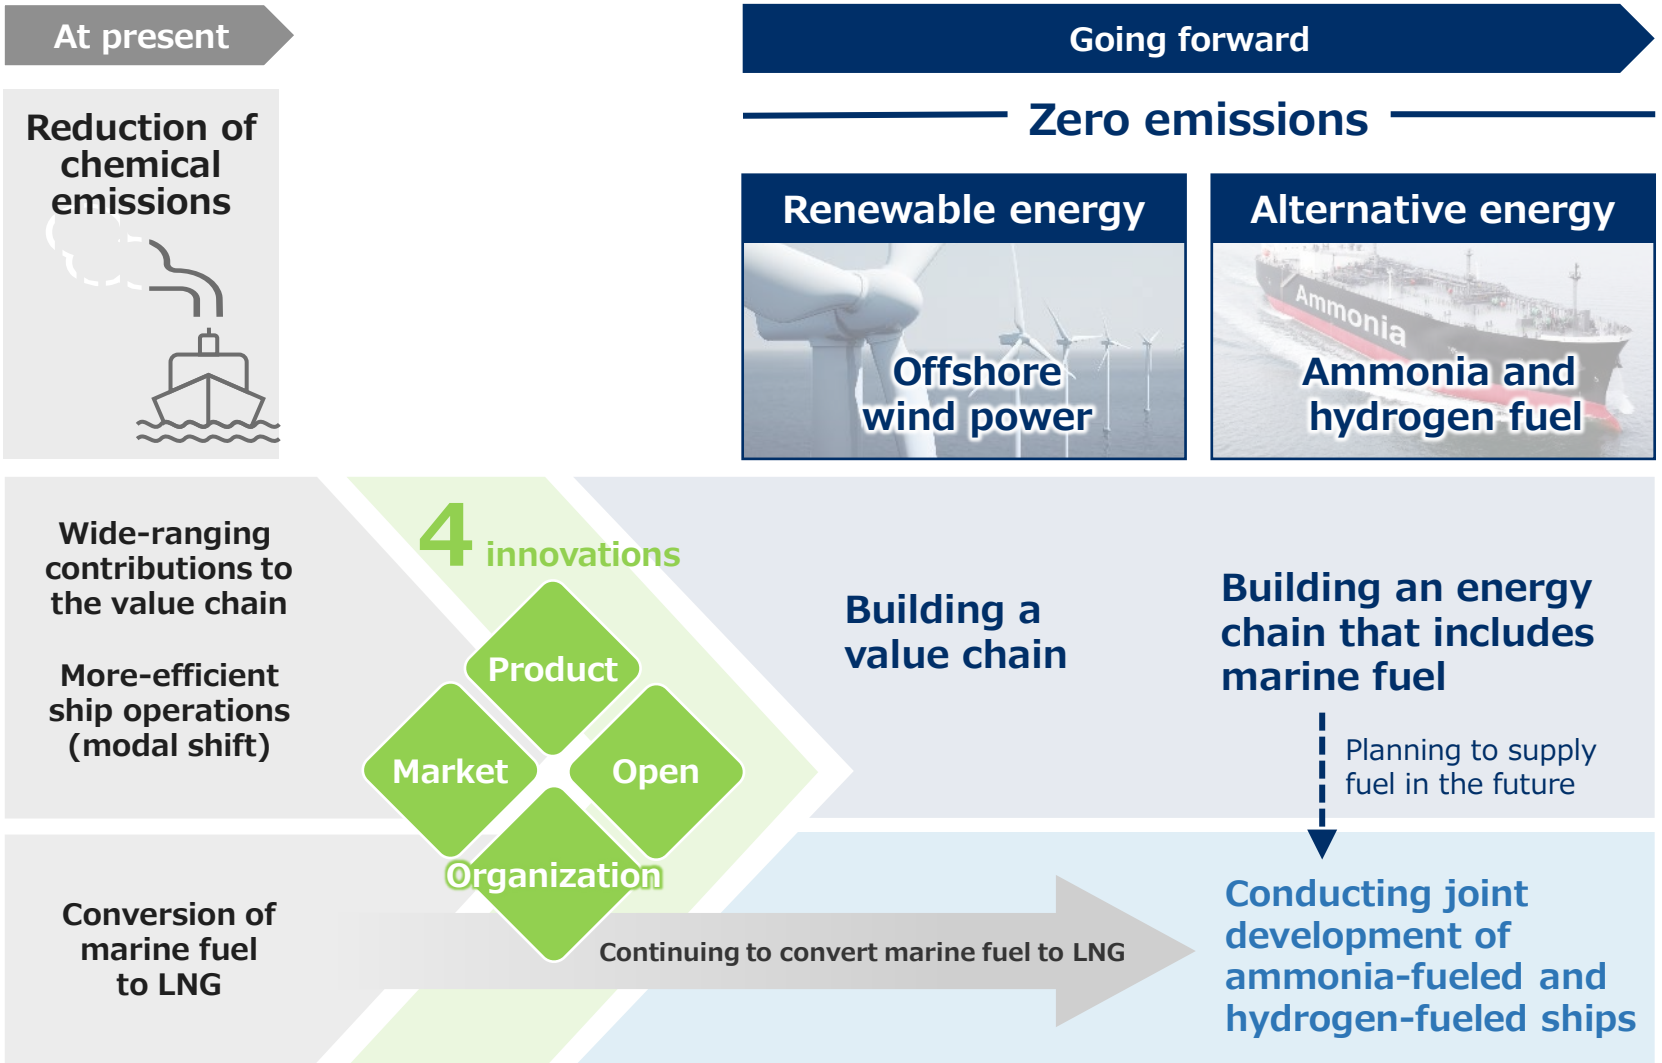 At present
Going forward
Reduction of
chemical
emissions
Zero emissions
Renewable energy
Offshore
wind power
Alternative energy
Ammonia
Ammonia and
hydrogen fuel
Wide-ranging
contributions to
the value chain
More-efficient
ship operations
(modal shift)
4 innovations
Product
Market
Open
Organization
Building a
value chain
Building an energy
chain that includes
marine fuel
Planning to supply
fuel in the future
Conversion of
marine fuel
to LNG
Continuing to convert marine fuel to LNG
Conducting joint
development of
ammonia-fueled and
hydrogen-fueled ships